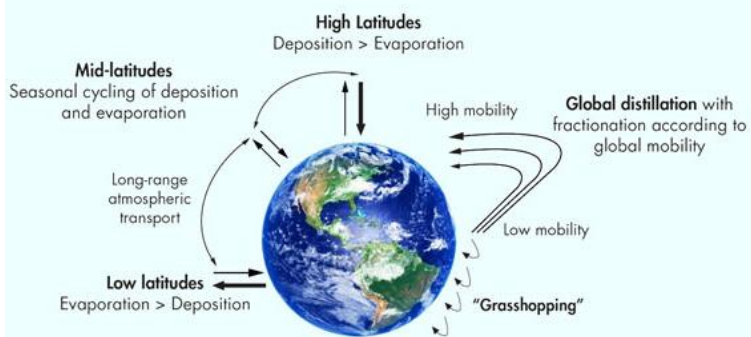 High Latitudes
Deposition > Evaporation
Mid-latitudes
Seasonal cycling of deposition
and evaporation
High mobility
Global distillation with
fractionation according to
global mobility
Long-range
atmospheric
transport
Low mobility
Low latitudes
Evaporation > Deposition
"Grasshopping"